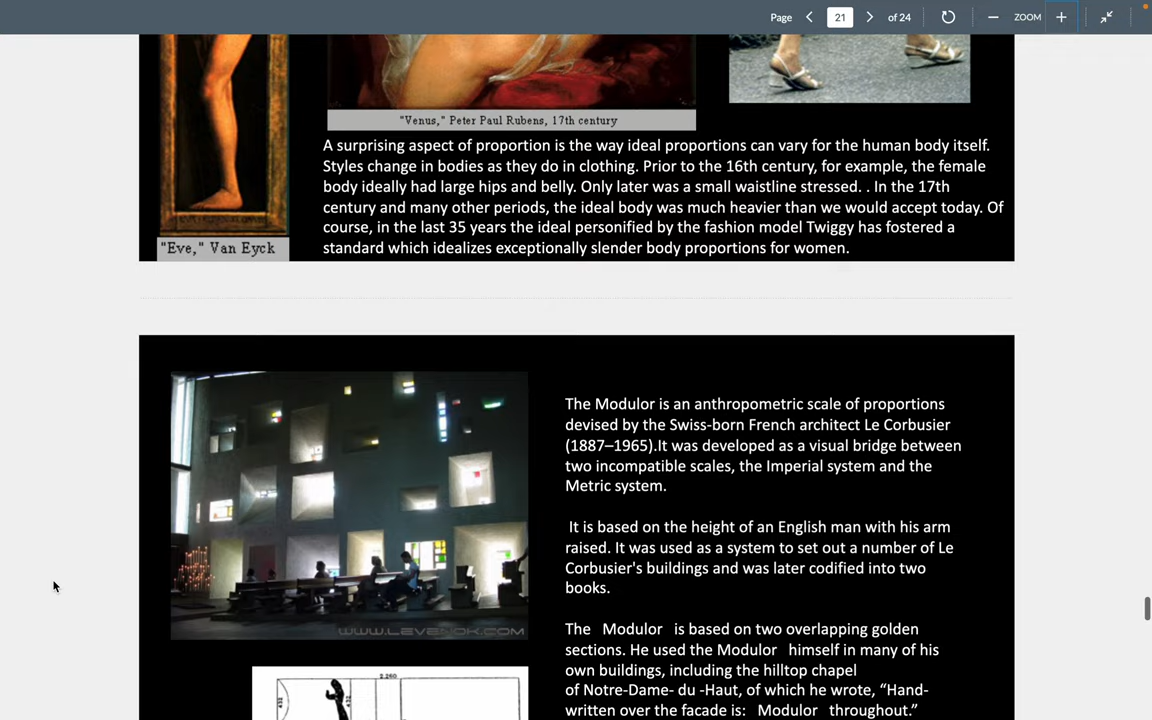 Page
21
of 24
ZOOM
"Venus," Peter Paul Rubens, 17th century
A surprising aspect of proportion is the way ideal proportions can vary for the human body itself.
Styles change in bodies as they do in clothing. Prior to the 16th century, for example, the female
body ideally had large hips and belly. Only later was a small waistline stressed. . In the 17th
century and many other periods, the ideal body was much heavier than we would accept today. Of
course, in the last 35 years the ideal personified by the fashion model Twiggy has fostered a
standard which idealizes exceptionally slender body proportions for women.
"Eve," Van Eyck
The Modulor is an anthropometric scale of proportions
devised by the Swiss-born French architect Le Corbusier
(1887–1965).It was developed as a visual bridge between
two incompatible scales, the Imperial system and the
Metric system.
It is based on the height of an English man with his arm
raised. It was used as a system to set out a number of Le
Corbusier's buildings and was later codified into two
books.
The Modulor is based on two overlapping golden
sections. He used the Modulor himself in many of his
own buildings, including the hilltop chapel
of Notre-Dame- du -Haut, of which he wrote, “Hand-
written over the facade is: Modulor throughout.”
WWW.LEVENOK.COM
2.260
432
432